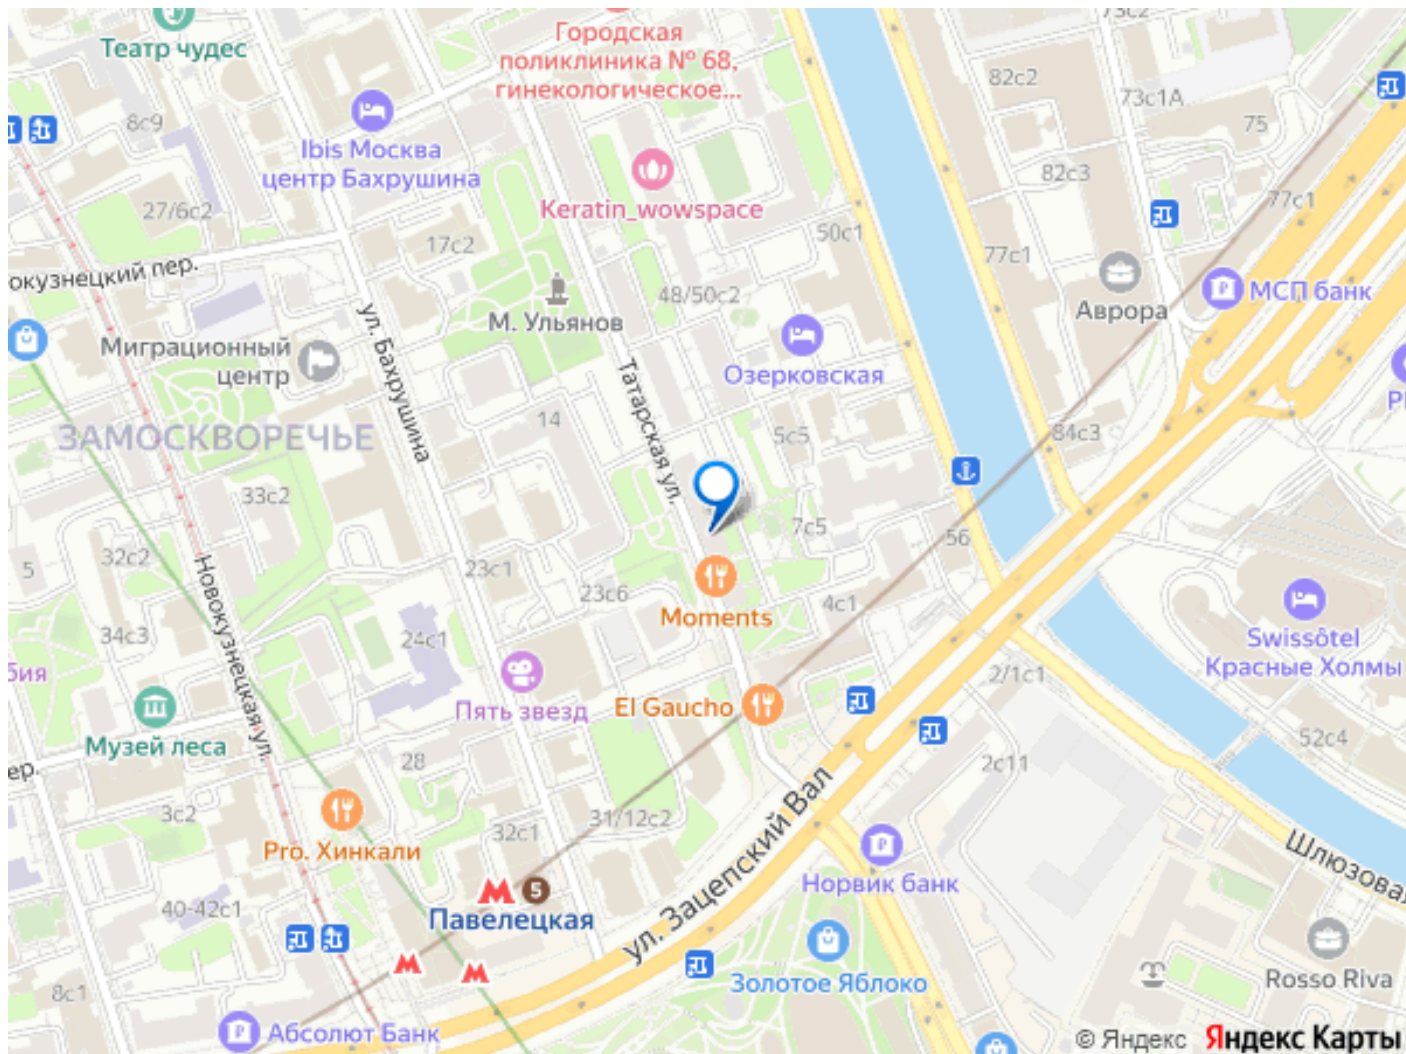 73с2
Театр чудес
Городская
поликлиника № 68,
гинекологическое...
82с2
73с1А
75
8с9
Ibis Москва
центр Бахрушина
82с3
77с1
Keratin_wowspace
27/6с2
17с2
50с1
77с1
окузнецкий пер.
48/50с2
МСП банк
Аврора
М. Ульянов
ул. Бахрушина
Миграционный
центр
Татарская ул.
Озерковская
14
ЗАМОСКВОРЕЧЬЕ
5с5
84с3
33с2
7с5
56
32с2
5
Новокузнецкая ул.
23с1
23с6
4с1
Moments
34с3
24с1
Swissôtel
Красные Холмы
бия
2/1с1
Пять звезд
El Gaucho
Музей леса
52с4
ер.
28
2с11
3с2
31/12с2
32с1
ул. Зацепский Вал
Pro. Хинкали
Шлюзовая
Норвик банк
5
Павелецкая
40-42с1
Золотое Яблоко
Rosso Riva
8с1
Абсолют Банк
© Яндекс Яндекс Карты